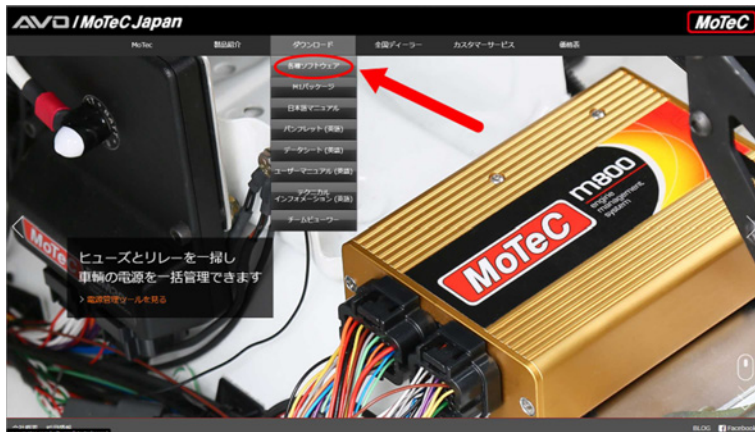 AVO / MoTeC Japan
MoTeC
MoTec
製品紹介
ダウンロード
全国ディーラー
カスタマーサービス
価格表
各種ソフトウェア
M1パッケージ
日本語マニュアル
パンフレット (英語)
データシート (英語)
ユーザーマニュアル (英語)
テクニカル
インフォメーション (英語)
チームビューワー
MoTeC
m800
engine
management
system
MoTeC
ヒューズとリレーを一掃し
車輌の電源を一括管理できます
> 電源管理ツールを見る
BLOG
Facebook